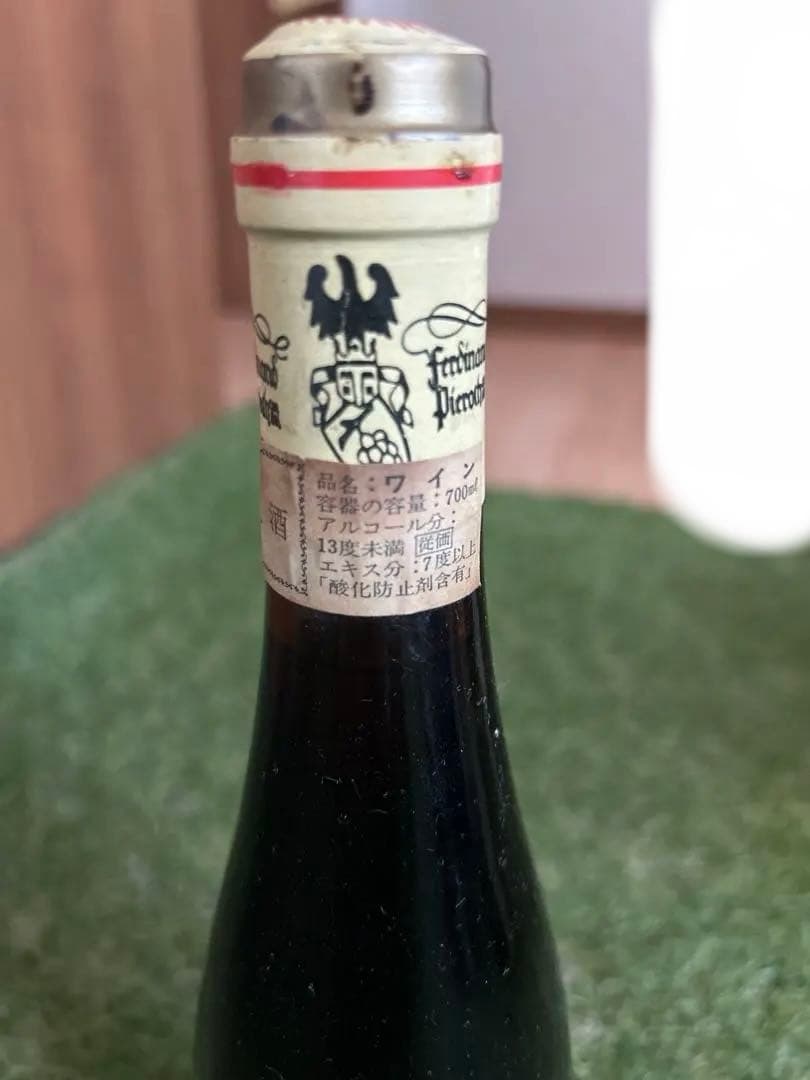 Ferdinand
Pieroth
酒
品名:ワイン
容器の容量:700ml
アルコール分:
13度未満 従価
エキス分:7度以上
「酸化防止剤含有」